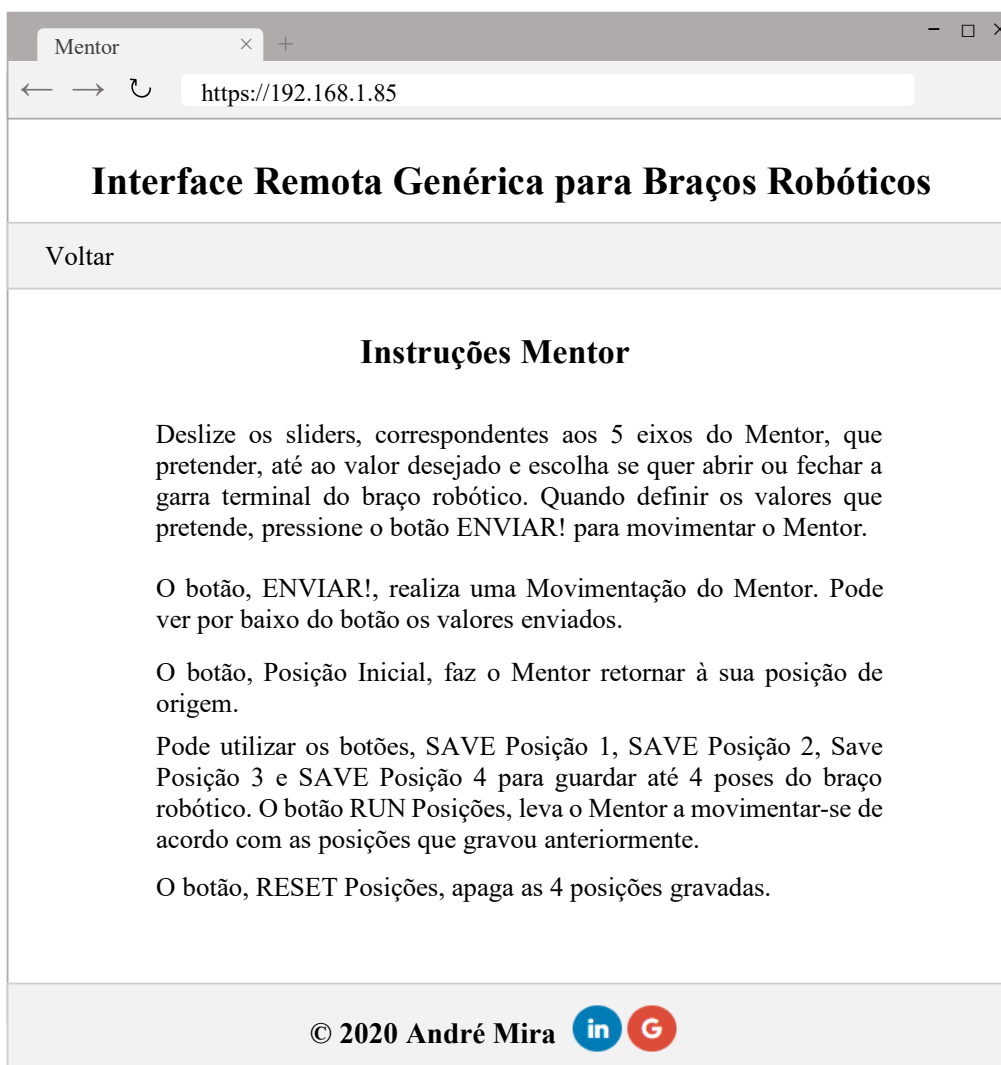 Mentor
https://192.168.1.85
Interface Remota Genérica para Braços Robóticos
Voltar
Instruções Mentor
Deslize os sliders, correspondentes aos 5 eixos do Mentor, que
pretender, até ao valor desejado e escolha se quer abrir ou fechar a
garra terminal do braço robótico. Quando definir os valores que
pretende, pressione o botão ENVIAR! para movimentar o Mentor.
O botão, ENVIAR!, realiza uma Movimentação do Mentor. Pode
ver por baixo do botão os valores enviados.
O botão, Posição Inicial, faz o Mentor retornar à sua posição de
origem.
Pode utilizar os botões, SAVE Posição 1, SAVE Posição 2, Save
Posição 3 e SAVE Posição 4 para guardar até 4 poses do braço
robótico. O botão RUN Posições, leva o Mentor a movimentar-se de
acordo com as posições que gravou anteriormente.
O botão, RESET Posições, apaga as 4 posições gravadas.
© 2020 André Mira in G